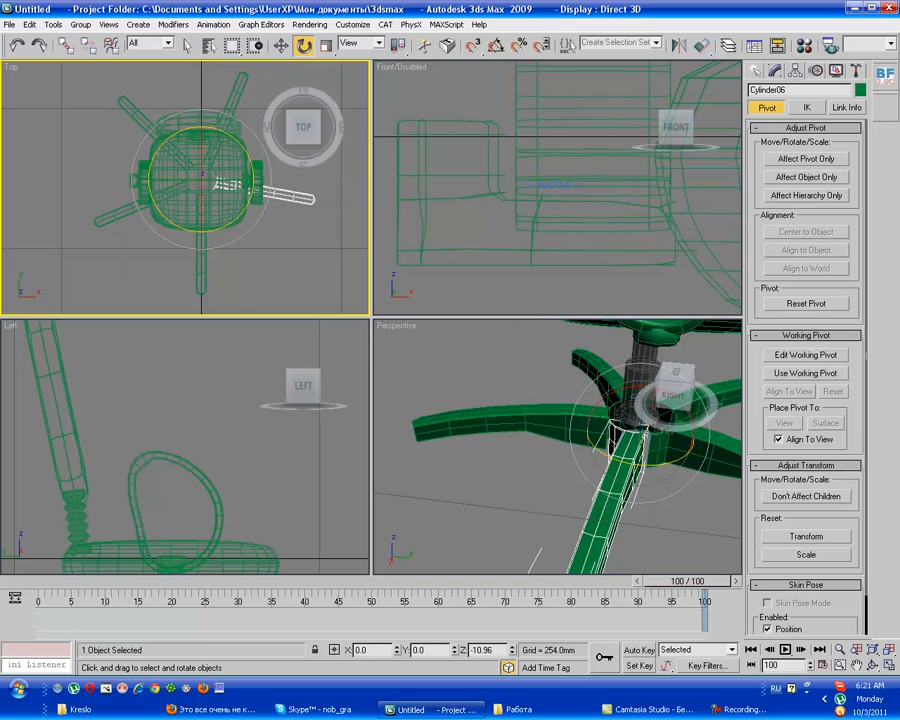 Untitled - Project Folder: C:\Documents and Settings\UserXP\Мои документы\3dsmax - Autodesk 3ds Max 2009 - Display : Direct 3D
File Edit Tools Group Views Create Modifiers Animation Graph Editors Rendering Customize CAT PhysX MAXScript Help
All View Create Selection Set
Top
TOP
Front/Disabled
FRONT
Left
LEFT
Perspective
RIGHT
BF
Cylinder06
Pivot IK Link Info
Adjust Pivot
Move/Rotate/Scale:
Affect Pivot Only
Affect Object Only
Affect Hierarchy Only
Alignment:
Center to Object
Align to Object
Align to World
Pivot:
Reset Pivot
Working Pivot
Edit Working Pivot
Use Working Pivot
Align To View Reset
Place Pivot To:
View Surface
Align To View
Adjust Transform
Move/Rotate/Scale:
Don't Affect Children
Reset:
Transform
Scale
Skin Pose
Skin Pose Mode
Enabled:
Position
100 / 100
0 5 10 15 20 25 30 35 40 45 50 55 60 65 70 75 80 85 90 95 100
1 Object Selected X: 0.0 Y: 0.0 Z: -10.96 Grid = 254.0mm Auto Key Selected
ini Listener Click and drag to select and rotate objects Add Time Tag Set Key Key Filters... 100
RU 6:21 AM
Monday
10/3/2011
Kreslo Это все очень не к... Skype™ - nob_gra Untitled - Project ... Работа Camtasia Studio - Бе... Recording...